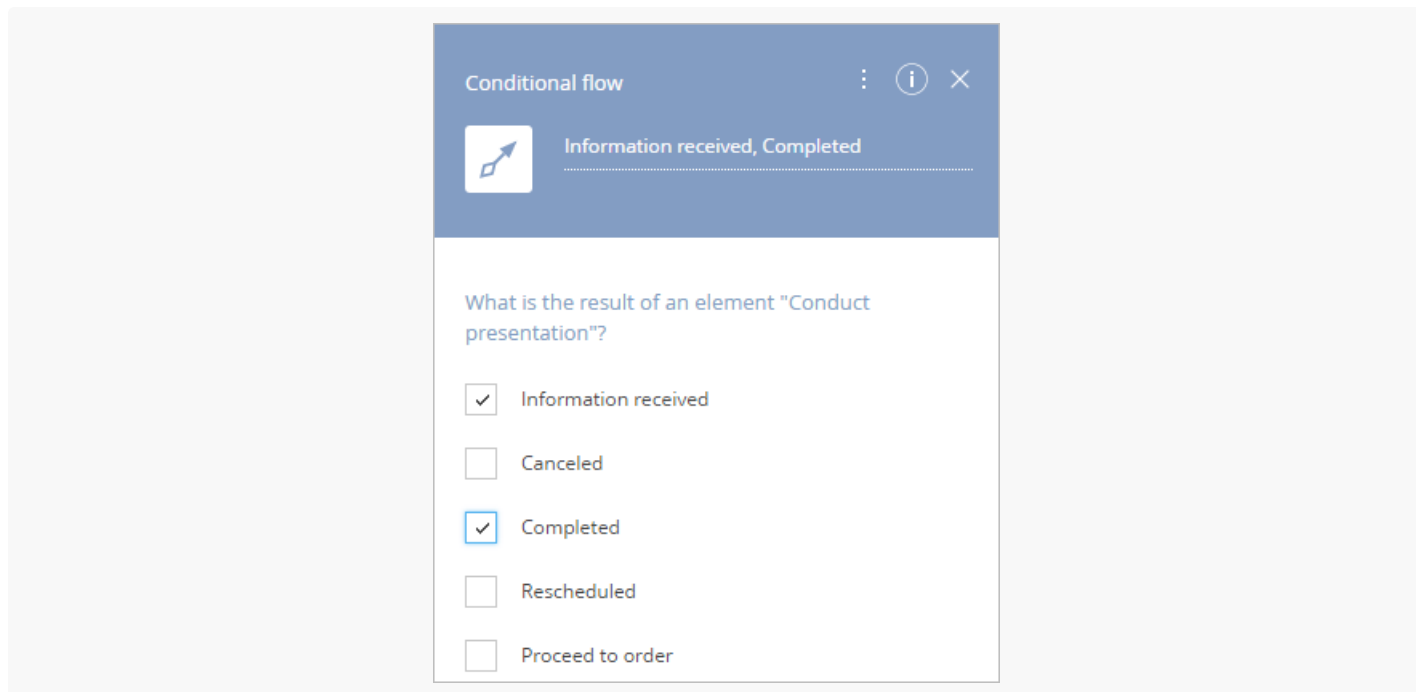 Conditional flow
Information received, Completed
What is the result of an element "Conduct
presentation"?
Information received
Canceled
Completed
Rescheduled
Proceed to order